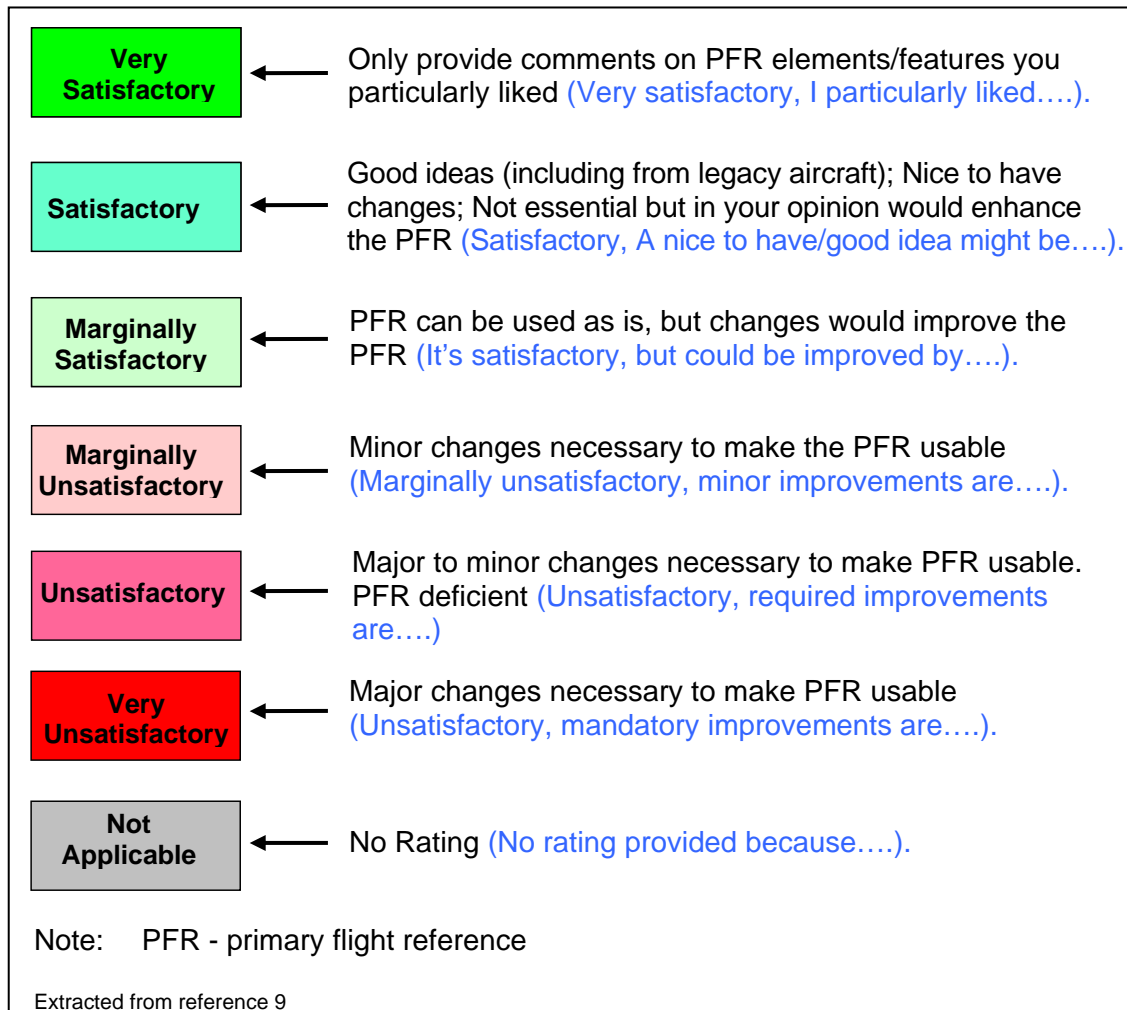 Very
Satisfactory
Only provide comments on PFR elements/features you
particularly liked (Very satisfactory, I particularly liked….).
Satisfactory
Good ideas (including from legacy aircraft); Nice to have
changes; Not essential but in your opinion would enhance
the PFR (Satisfactory, A nice to have/good idea might be….).
Marginally
Satisfactory
PFR can be used as is, but changes would improve the
PFR (It's satisfactory, but could be improved by….).
Marginally
Unsatisfactory
Minor changes necessary to make the PFR usable
(Marginally unsatisfactory, minor improvements are….).
Unsatisfactory
Major to minor changes necessary to make PFR usable.
PFR deficient (Unsatisfactory, required improvements
are….)
Very
Unsatisfactory
Major changes necessary to make PFR usable
(Unsatisfactory, mandatory improvements are….).
Not
Applicable
No Rating (No rating provided because….).
Note: PFR - primary flight reference
Extracted from reference 9